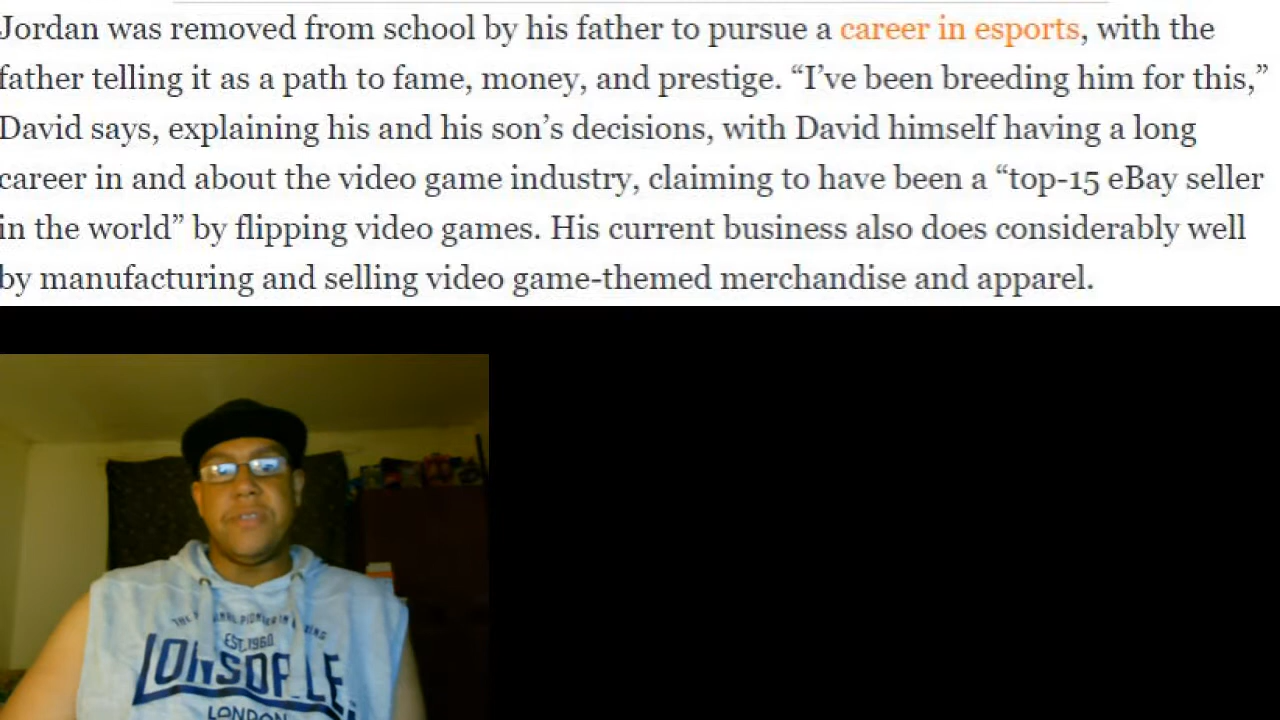 Jordan was removed from school by his father to pursue a career in esports, with the
father telling it as a path to fame, money, and prestige. “I’ve been breeding him for this,”
David says, explaining his and his son’s decisions, with David himself having a long
career in and about the video game industry, claiming to have been a “top-15 eBay seller
in the world” by flipping video games. His current business also does considerably well
by manufacturing and selling video game-themed merchandise and apparel.
EST.1960
LONSDALE
LONDON